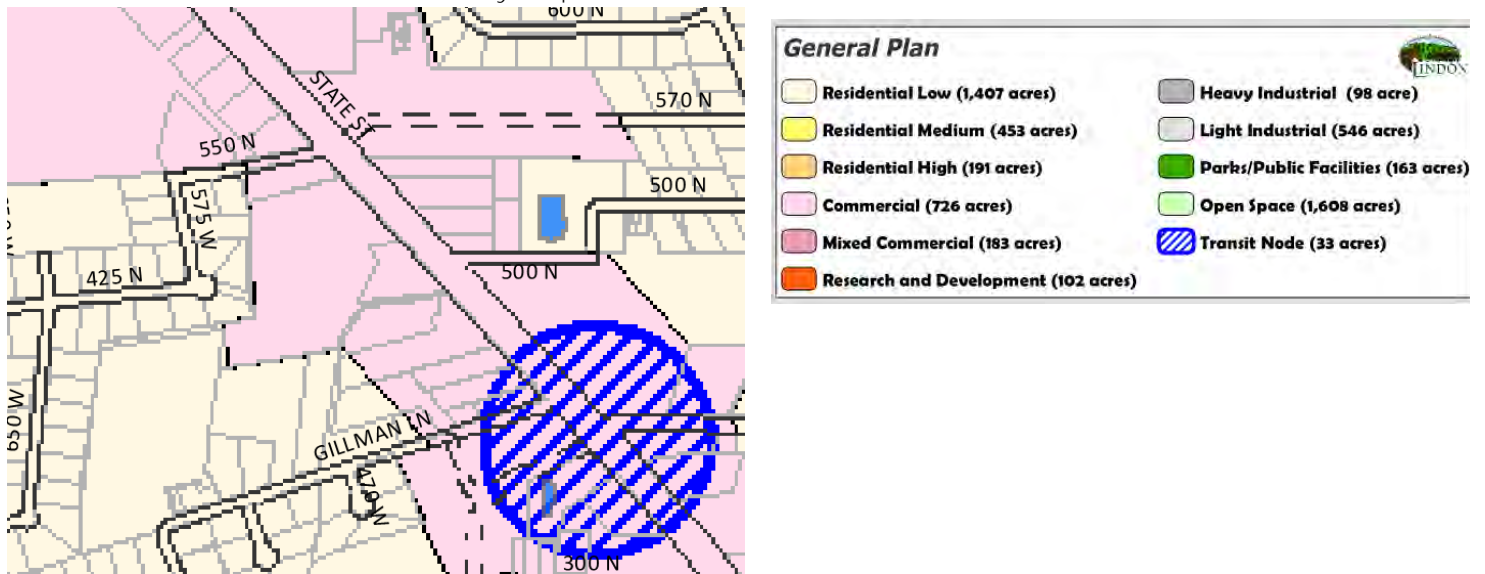 600 N
STATE ST
570 N
550 N
575 W
500 N
425 N
500 N
650 W
GILLMAN LN
470 W
300 N
General Plan
LINDON
Residential Low (1,407 acres)
Residential Medium (453 acres)
Residential High (191 acres)
Commercial (726 acres)
Mixed Commercial (183 acres)
Research and Development (102 acres)
Heavy Industrial (98 acre)
Light Industrial (546 acres)
Parks/Public Facilities (163 acres)
Open Space (1,608 acres)
Transit Node (33 acres)